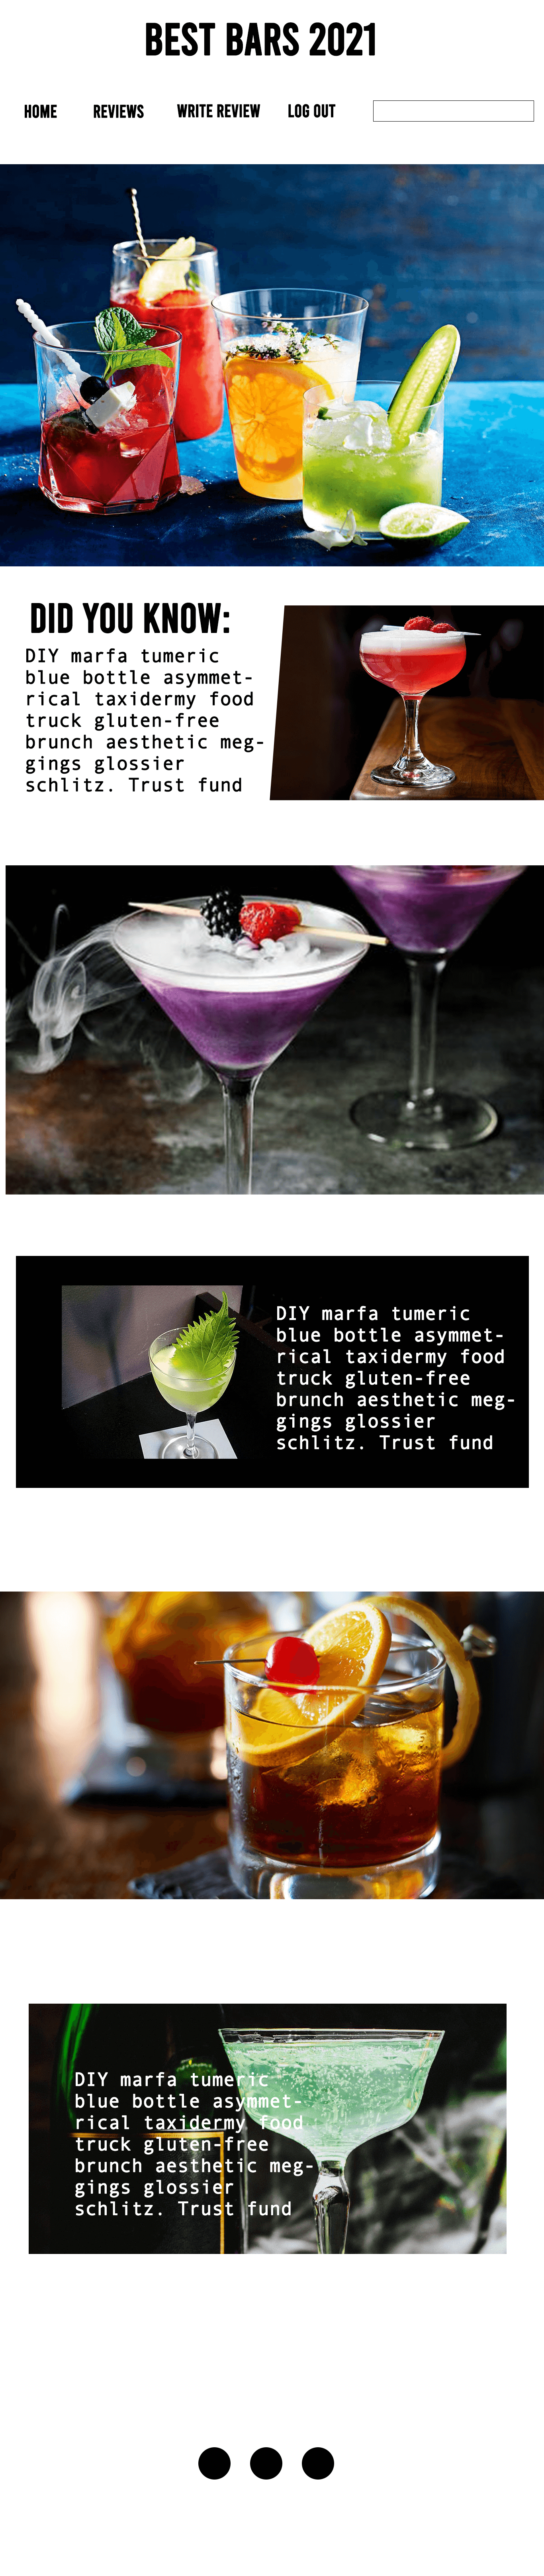 BEST BARS 2021
HOME REVIEWS WRITE REVIEW LOG OUT
DID YOU KNOW:
DIY marfa tumeric
blue bottle asymmet-
rical taxidermy food
truck gluten-free
brunch aesthetic meg-
gings glossier
schlitz. Trust fund
DIY marfa tumeric
blue bottle asymmet-
rical taxidermy food
truck gluten-free
brunch aesthetic meg-
gings glossier
schlitz. Trust fund
DIY marfa tumeric
blue bottle asymmet-
rical taxidermy food
truck gluten-free
brunch aesthetic meg-
gings glossier
schlitz. Trust fund